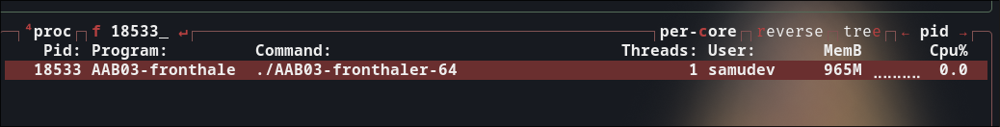 ⁴proc f 18533_ ↵ per-core reverse tree ← pid →
Pid: Program: Command: Threads: User: MemB Cpu%
18533 AAB03-fronthale ./AAB03-fronthaler-64 1 samudev 965M 0.0